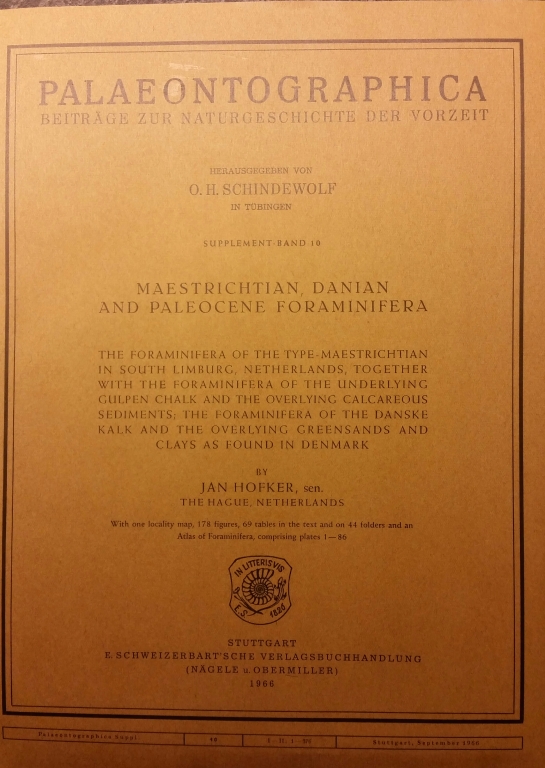 PALAEONTOGRAPHICA
BEITRÄGE ZUR NATURGESCHICHTE DER VORZEIT
HERAUSGEGEBEN VON
O. H. SCHINDEWOLF
IN TÜBINGEN
SUPPLEMENT-BAND 10
MAESTRICHTIAN, DANIAN
AND PALEOCENE FORAMINIFERA
THE FORAMINIFERA OF THE TYPE-MAESTRICHTIAN
IN SOUTH LIMBURG, NETHERLANDS, TOGETHER
WITH THE FORAMINIFERA OF THE UNDERLYING
GULPEN CHALK AND THE OVERLYING CALCAREOUS
SEDIMENTS; THE FORAMINIFERA OF THE DANSKE
KALK AND THE OVERLYING GREENSANDS AND
CLAYS AS FOUND IN DENMARK
BY
JAN HOFKER, sen.
THE HAGUE, NETHERLANDS
With one locality map, 178 figures, 69 tables in the text and on 44 folders and an
Atlas of Foraminifera, comprising plates 1—86
IN LITTERIS VIS
E. S. 1826
STUTTGART
E. SCHWEIZERBART'SCHE VERLAGSBUCHHANDLUNG
(NÄGELE u. OBERMILLER)
1966
Palaeontographica Suppl.
Stuttgart, September 1966